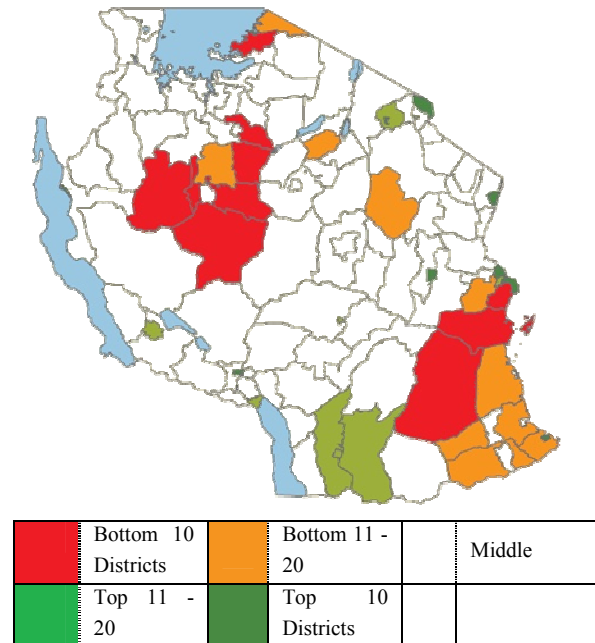 Bottom 10
Districts
Bottom 11 -
20
Middle
Top 11 -
20
Top 10
Districts